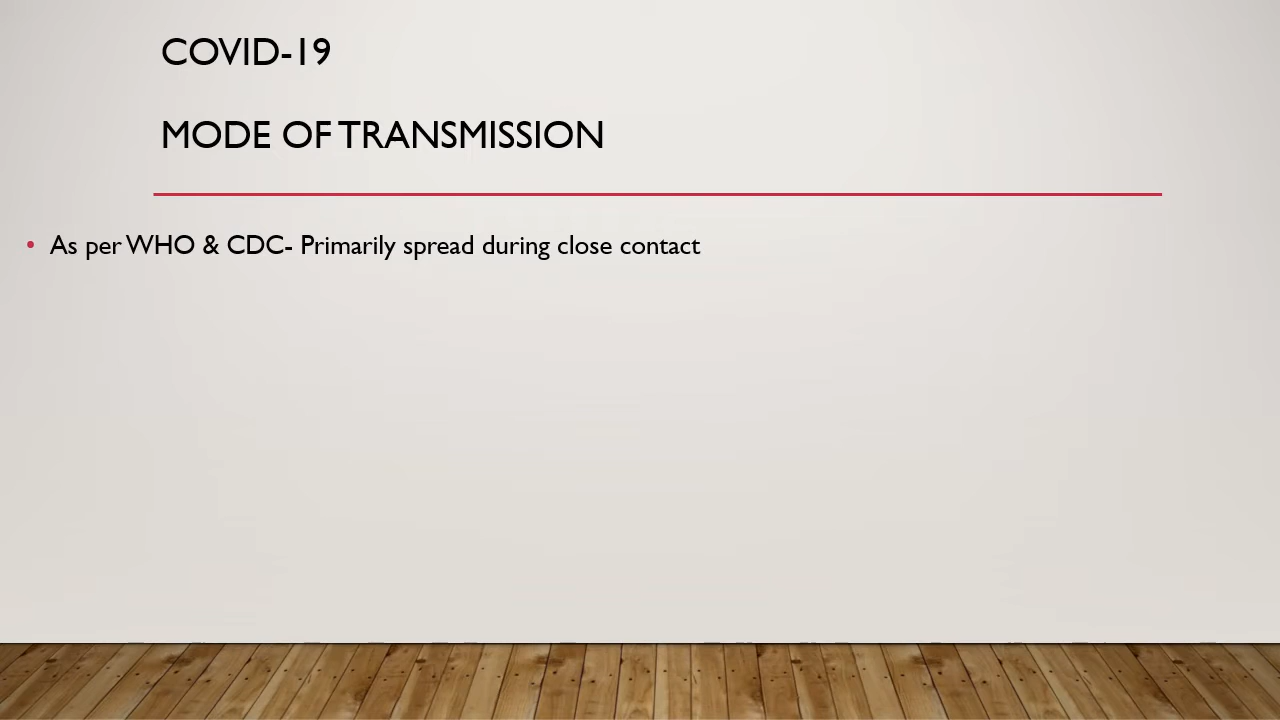 COVID-19
MODE OF TRANSMISSION
• As per WHO & CDC- Primarily spread during close contact